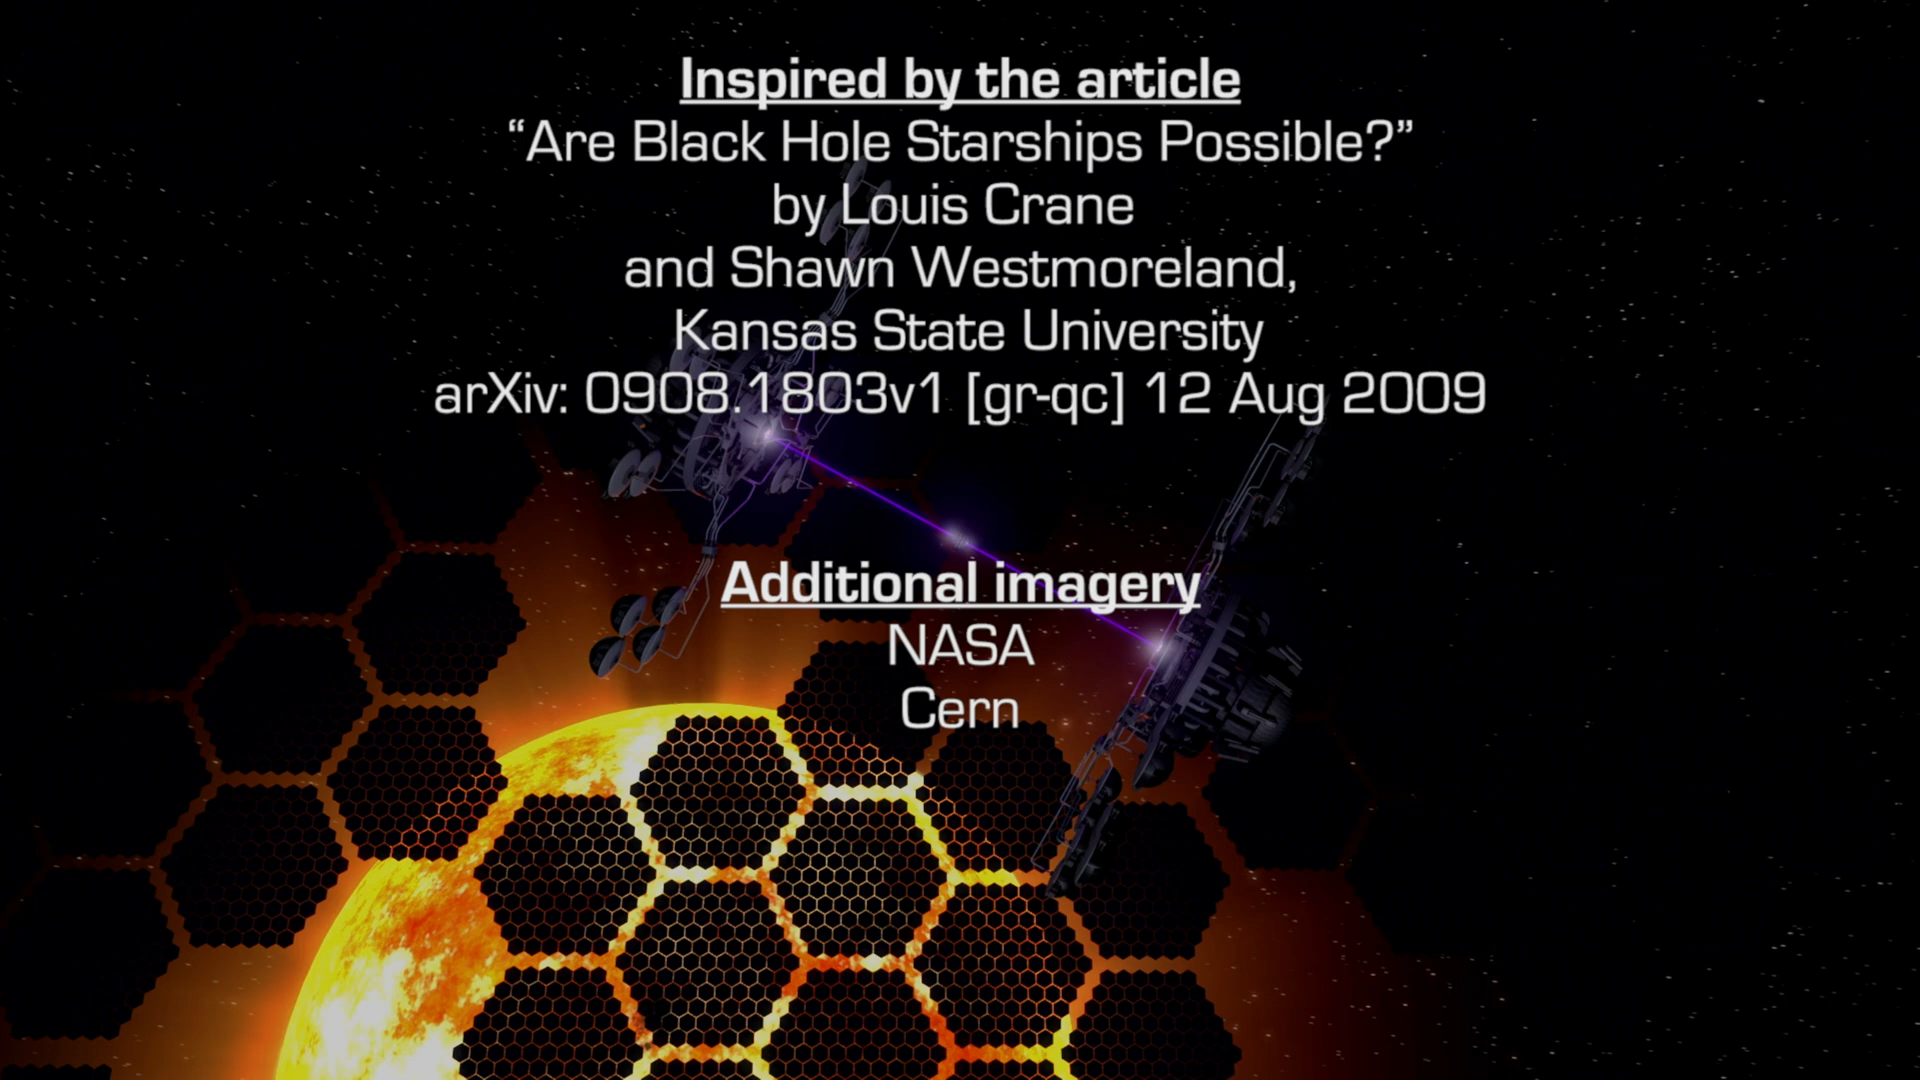 Inspired by the article
“Are Black Hole Starships Possible?”
by Louis Crane
and Shawn Westmoreland,
Kansas State University
arXiv: 0908.1803v1 [gr-qc] 12 Aug 2009
Additional imagery
NASA
Cern